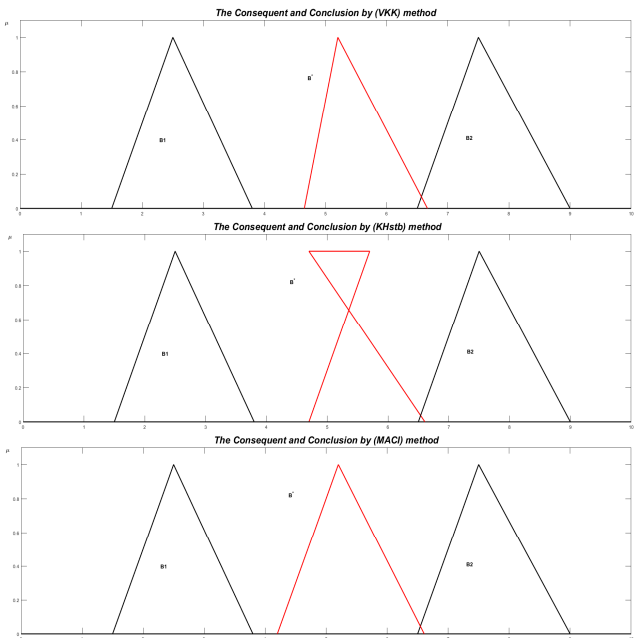 The Consequent and Conclusion by (VKK) method
μ
1
0.8
B*
0.6
0.4
B1
B2
0.2
0
0 1 2 3 4 5 6 7 8 9 10
The Consequent and Conclusion by (KHstb) method
μ
1
0.8
B*
0.6
0.4
B1
B2
0.2
0
0 1 2 3 4 5 6 7 8 9 10
The Consequent and Conclusion by (MACI) method
μ
1
0.8
B*
0.6
0.4
B1
B2
0.2
0